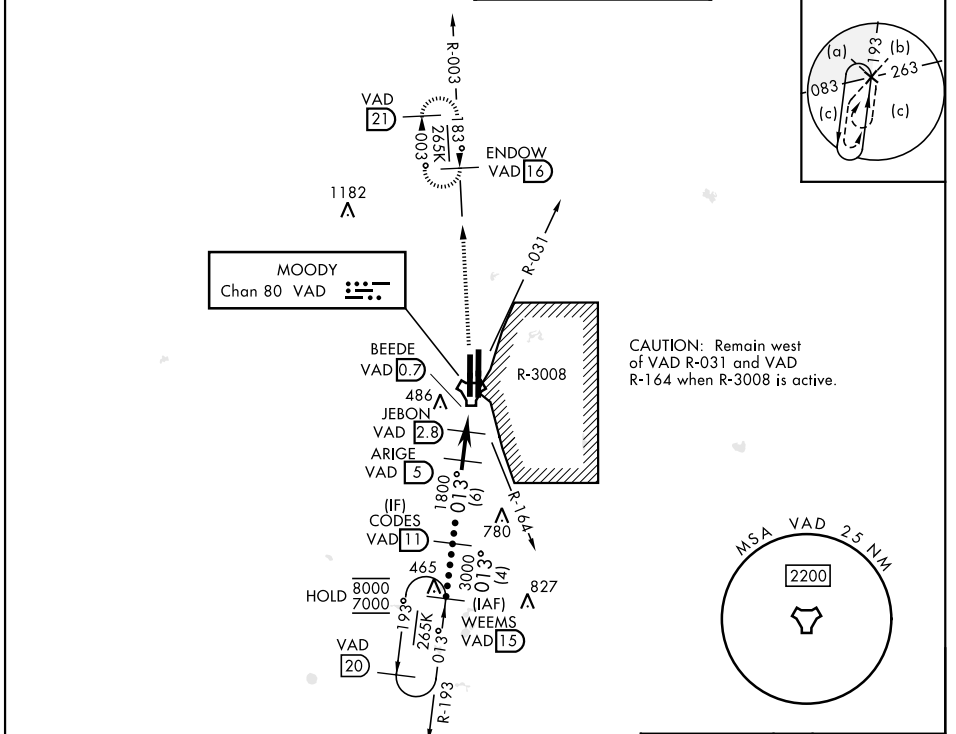 R-003
VAD
21
265K
003°
183°
ENDOW
VAD 16
1182
(a)
193
(b)
083
263
(c)
(c)
R-031
MOODY
Chan 80 VAD
BEEDE
VAD 0.7
R-3008
CAUTION: Remain west
of VAD R-031 and VAD
R-164 when R-3008 is active.
486
JEBON
VAD 2.8
ARIGE
VAD 5
1800
013°
(6)
R-164
780
(IF)
CODES
VAD 11
3000
013°
(4)
465
HOLD 8000
7000
193°
265K
013°
(IAF)
WEEMS
VAD 15
827
VAD
20
R-193
MSA VAD 25 NM
2200